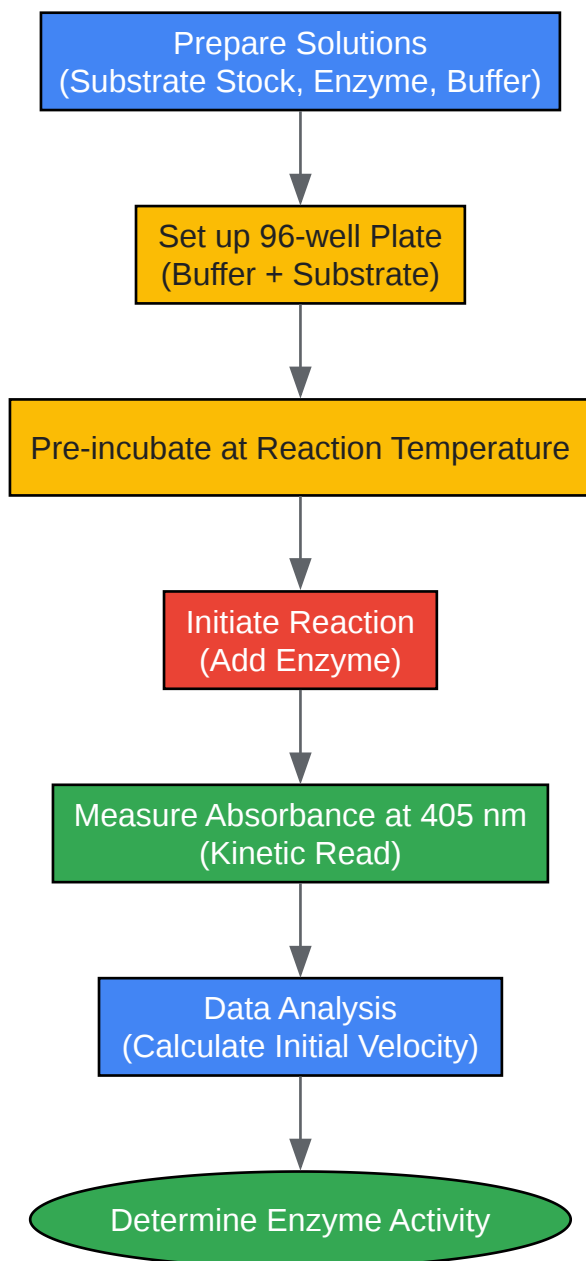 Prepare Solutions
(Substrate Stock, Enzyme, Buffer)
Set up 96-well Plate
(Buffer + Substrate)
Pre-incubate at Reaction Temperature
Initiate Reaction
(Add Enzyme)
Measure Absorbance at 405 nm
(Kinetic Read)
Data Analysis
(Calculate Initial Velocity)
Determine Enzyme Activity